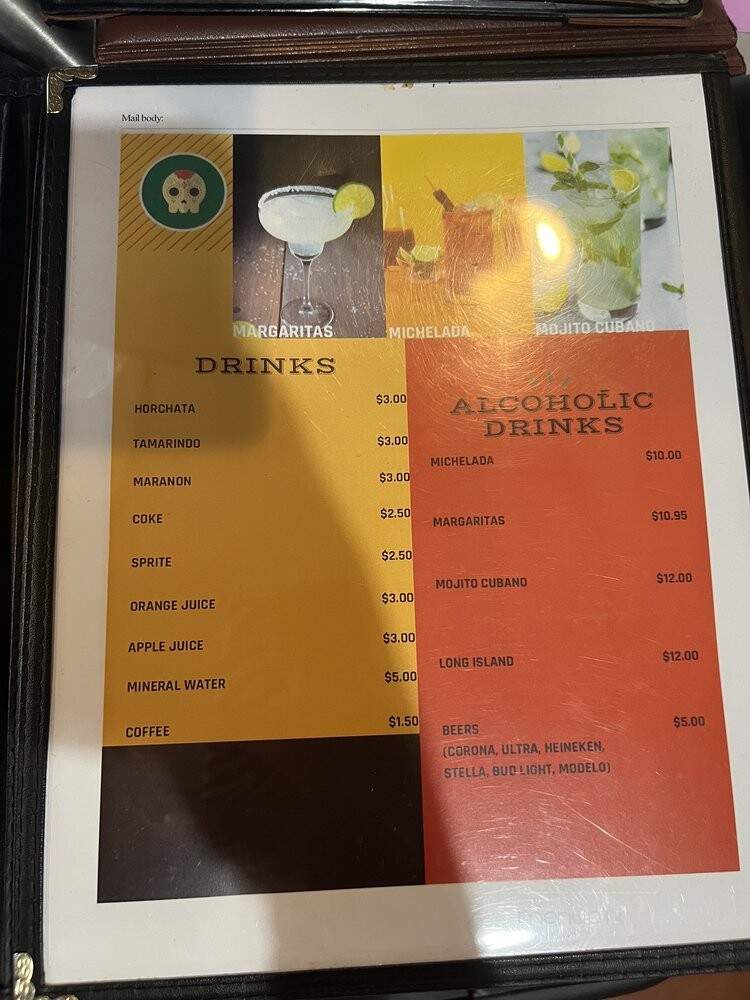 Mail body:
MARGARITAS
MICHELADA
MOJITO CUBANO
DRINKS
HORCHATA $3.00
TAMARINDO $3.00
MARANON $3.00
COKE $2.50
SPRITE $2.50
ORANGE JUICE $3.00
APPLE JUICE $3.00
MINERAL WATER $5.00
COFFEE $1.50
ALCOHOLIC
DRINKS
MICHELADA $10.00
MARGARITAS $10.95
MOJITO CUBANO $12.00
LONG ISLAND $12.00
BEERS $5.00
(CORONA, ULTRA, HEINEKEN,
STELLA, BUD LIGHT, MODELO)